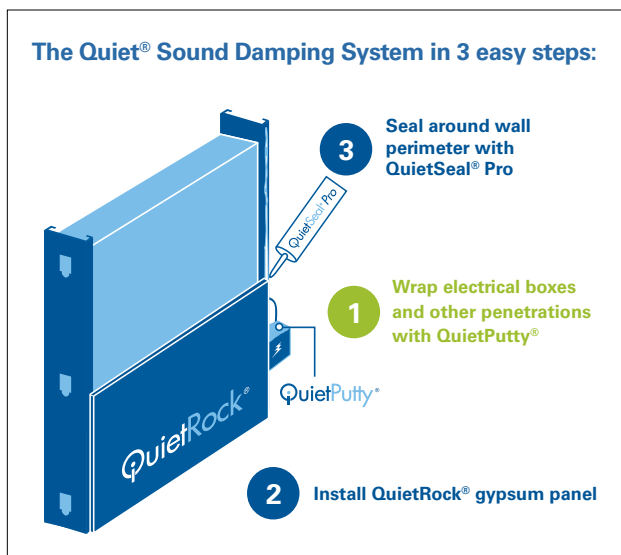 The Quiet® Sound Damping System in 3 easy steps:
3
Seal around wall
perimeter with
QuietSeal® Pro
QuietSeal® Pro
1
Wrap electrical boxes
and other penetrations
with QuietPutty®
QuietPutty®
QuietRock®
2
Install QuietRock® gypsum panel